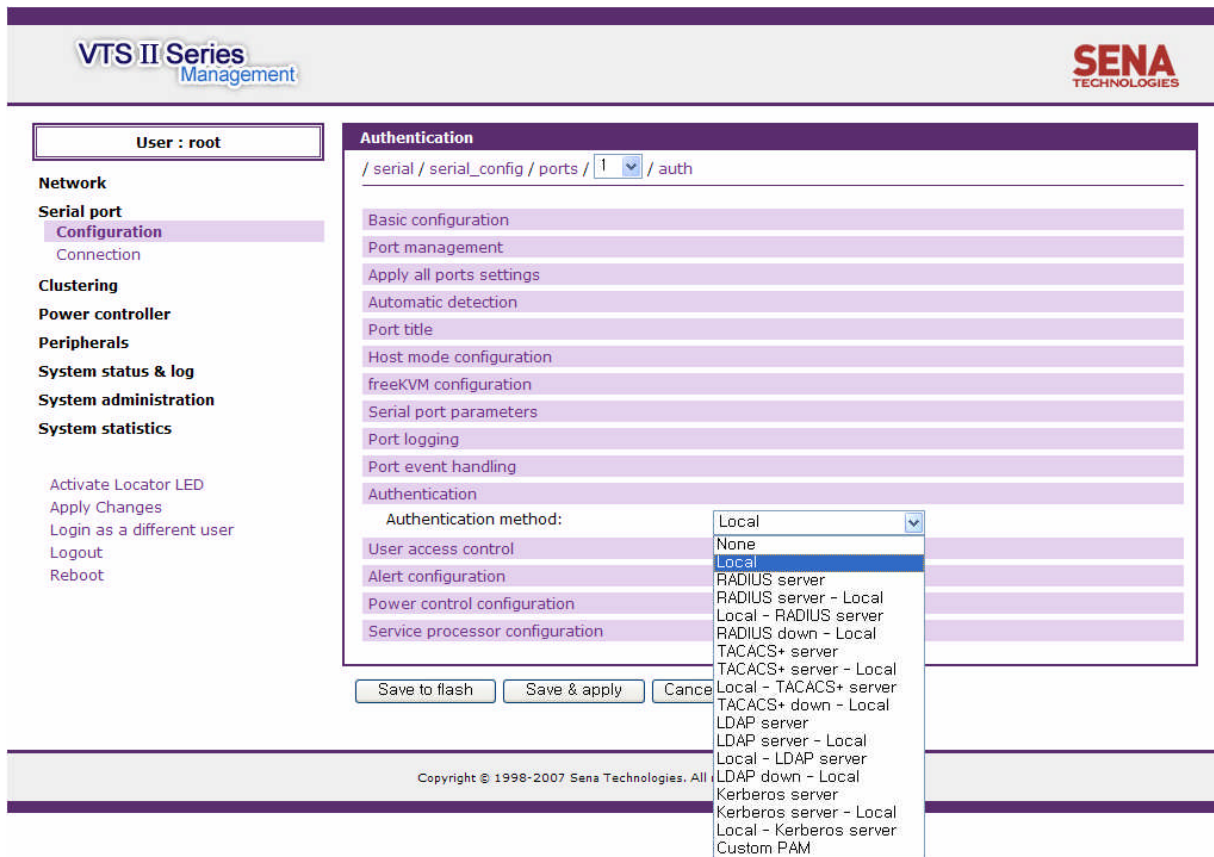 VTS II Series
Management
SENA
TECHNOLOGIES
User : root
Network
Serial port
Configuration
Connection
Clustering
Power controller
Peripherals
System status & log
System administration
System statistics
Activate Locator LED
Apply Changes
Login as a different user
Logout
Reboot
Authentication
/ serial / serial_config / ports / 1 / auth
Basic configuration
Port management
Apply all ports settings
Automatic detection
Port title
Host mode configuration
freeKVM configuration
Serial port parameters
Port logging
Port event handling
Authentication
Authentication method: Local
User access control
Alert configuration
Power control configuration
Service processor configuration
None
Local
RADIUS server
RADIUS server - Local
Local - RADIUS server
RADIUS down - Local
TACACS+ server
TACACS+ server - Local
Local - TACACS+ server
TACACS+ down - Local
LDAP server
LDAP server - Local
Local - LDAP server
LDAP down - Local
Kerberos server
Kerberos server - Local
Local - Kerberos server
Custom PAM
Save to flash Save & apply Cance
Copyright © 1998-2007 Sena Technologies. All